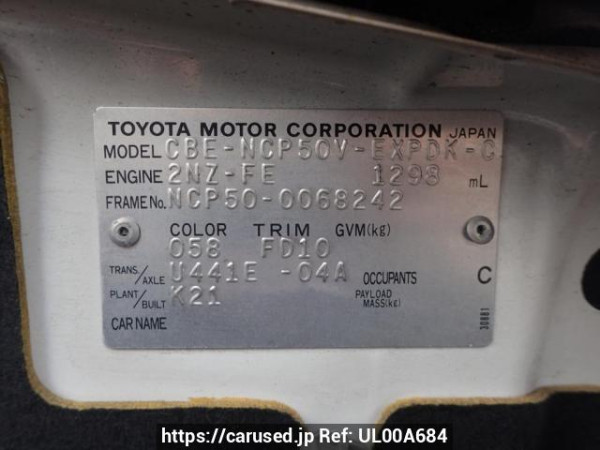 TOYOTA MOTOR CORPORATION JAPAN
MODEL CBE-NCP50V-EXPDK-C
ENGINE 2NZ-FE 1298 mL
FRAME No. NCP50-0068242
COLOR TRIM GVM(kg)
058 FD10
TRANS./AXLE U441E -04A OCCUPANTS C
PLANT/BUILT K21 PAYLOAD MASS(kg)
CAR NAME
https://carused.jp Ref: UL00A684